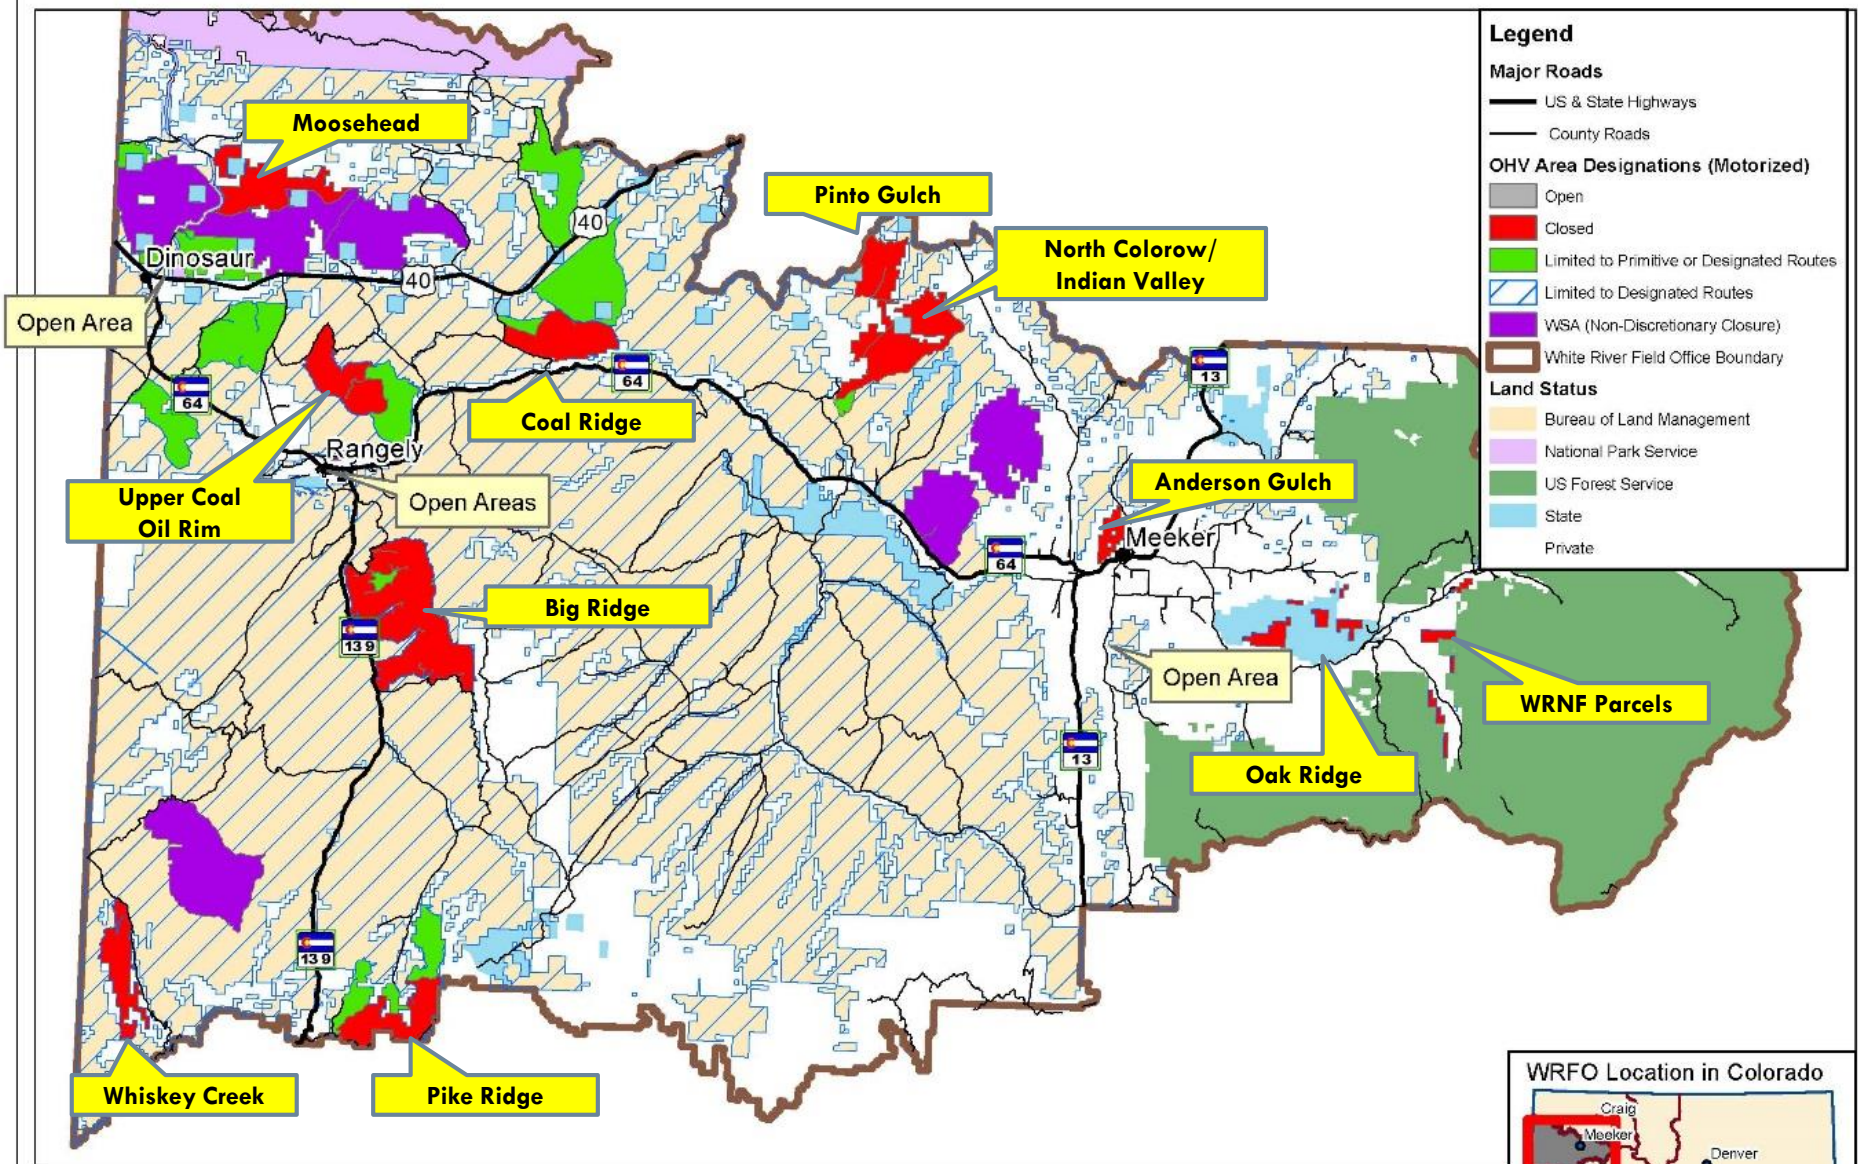 Legend
Major Roads
US & State Highways
County Roads
OHV Area Designations (Motorized)
Open
Closed
Limited to Primitive or Designated Routes
Limited to Designated Routes
WSA (Non-Discretionary Closure)
White River Field Office Boundary
Land Status
Bureau of Land Management
National Park Service
US Forest Service
State
Private
Moosehead
Pinto Gulch
North Colorow/
Indian Valley
40
Dinosaur
40
Open Area
64
64
13
Coal Ridge
Rangely
Upper Coal
Oil Rim
Open Areas
Anderson Gulch
Meeker
64
Big Ridge
139
Open Area
WRNF Parcels
13
Oak Ridge
139
Whiskey Creek
Pike Ridge
WRFO Location in Colorado
Craig
Meeker
Denver